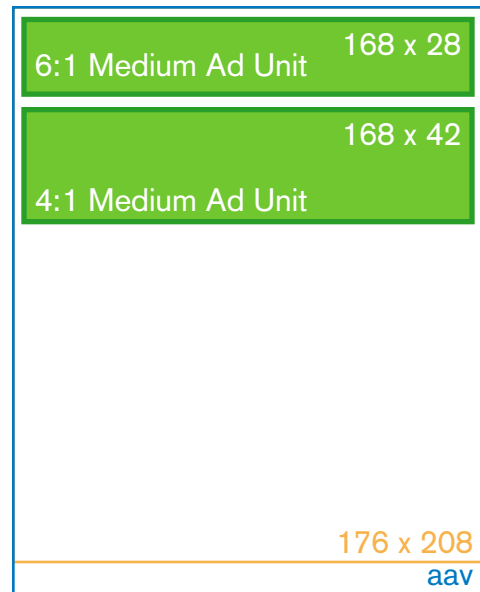 168 x 28
6:1 Medium Ad Unit
168 x 42
4:1 Medium Ad Unit
176 x 208
aav